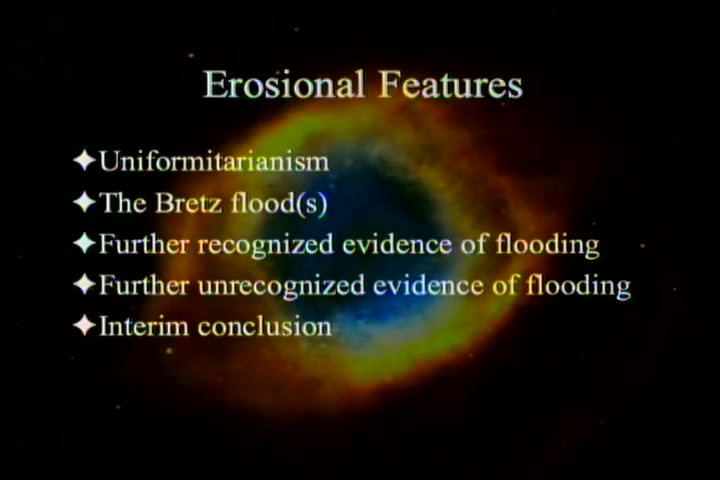 Erosional Features
Uniformitarianism
The Bretz flood(s)
Further recognized evidence of flooding
Further unrecognized evidence of flooding
Interim conclusion